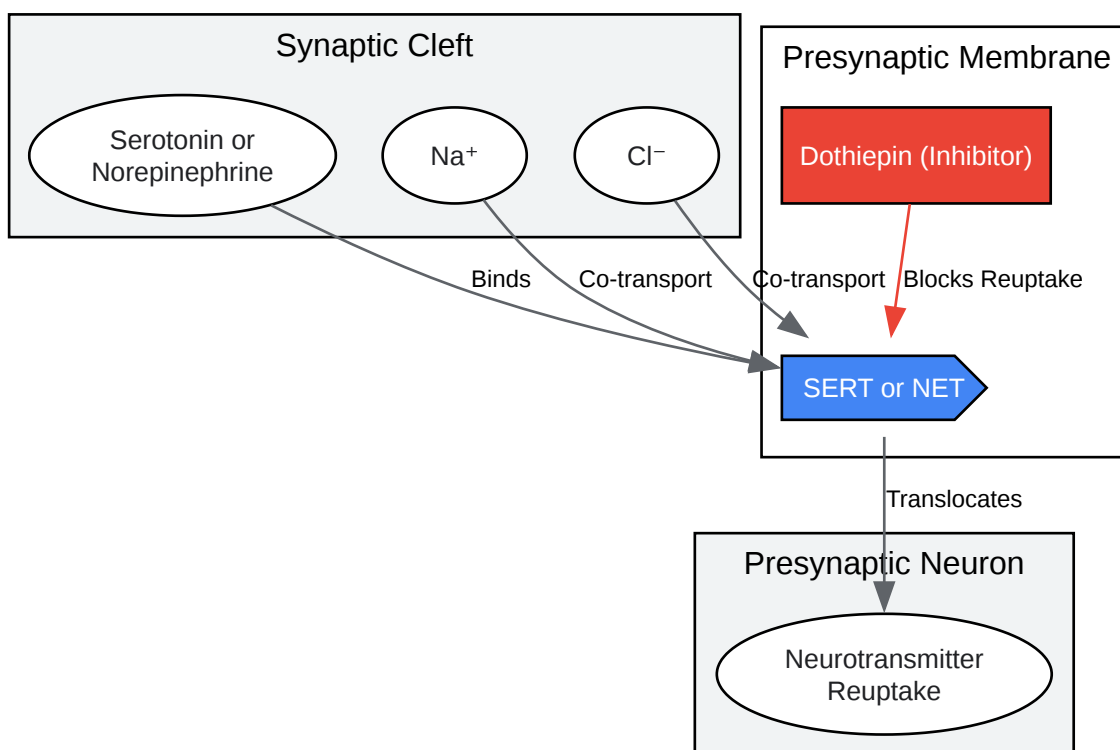 Synaptic Cleft
Presynaptic Membrane
Serotonin or
Norepinephrine
Na⁺
Cl⁻
Dothiepin (Inhibitor)
Binds
Co-transport
Co-transport
Blocks Reuptake
SERT or NET
Translocates
Presynaptic Neuron
Neurotransmitter
Reuptake